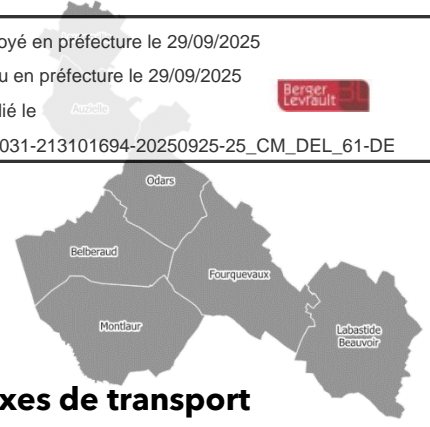 oyé en préfecture le 29/09/2025
u en préfecture le 29/09/2025
Berger
Levrault
lié le
Auzielle
031-213101694-20250925-25_CM_DEL_61-DE
Odars
Belberaud
Fourquevaux
Montlaur
Labastide
Beauvoir
xes de transport